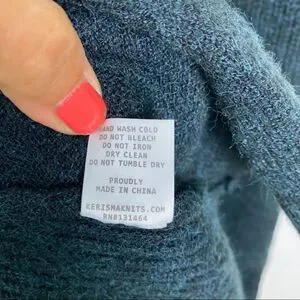 HAND WASH COLD
DO NOT BLEACH
DO NOT IRON
DRY CLEAN
DO NOT TUMBLE DRY
PROUDLY
MADE IN CHINA
KERISMAKNITS.COM
RN#131464